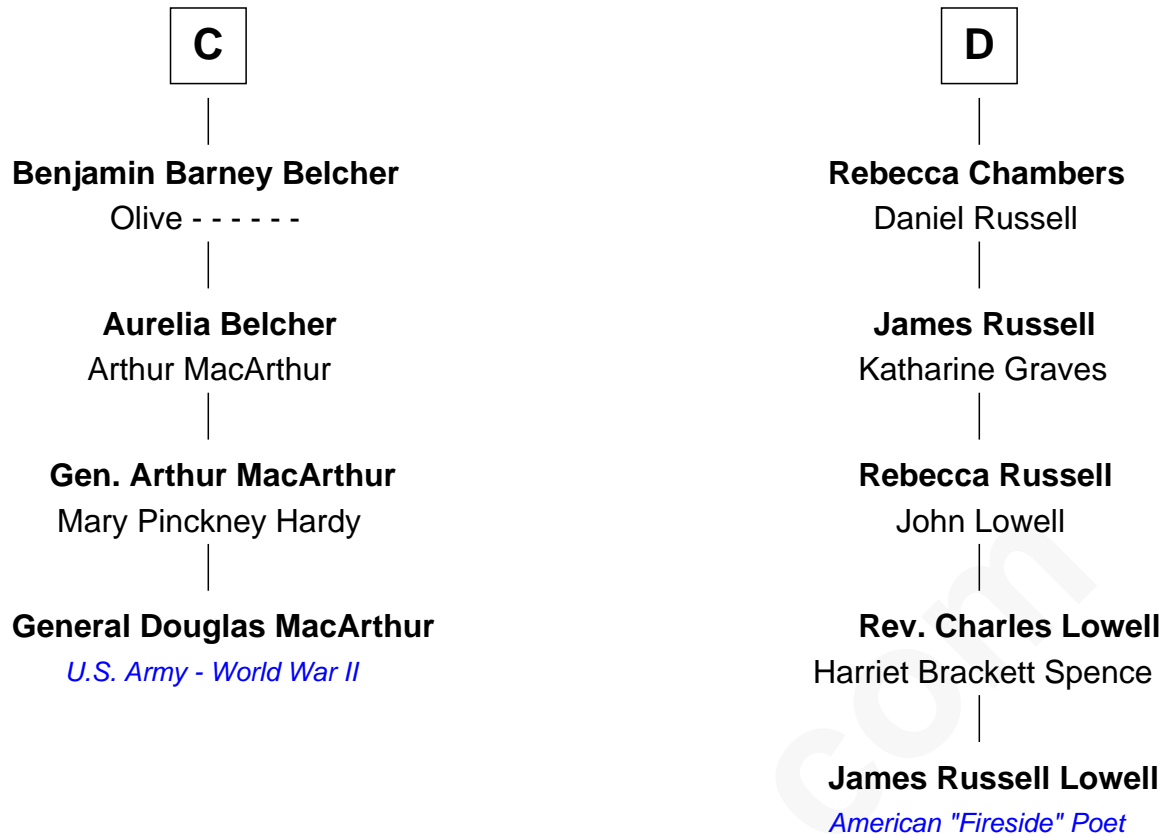 C
Benjamin Barney Belcher
Olive - - - - - -
Aurelia Belcher
Arthur MacArthur
Gen. Arthur MacArthur
Mary Pinckney Hardy
General Douglas MacArthur
U.S. Army - World War II
D
Rebecca Chambers
Daniel Russell
James Russell
Katharine Graves
Rebecca Russell
John Lowell
Rev. Charles Lowell
Harriet Brackett Spence
James Russell Lowell
American "Fireside" Poet
com